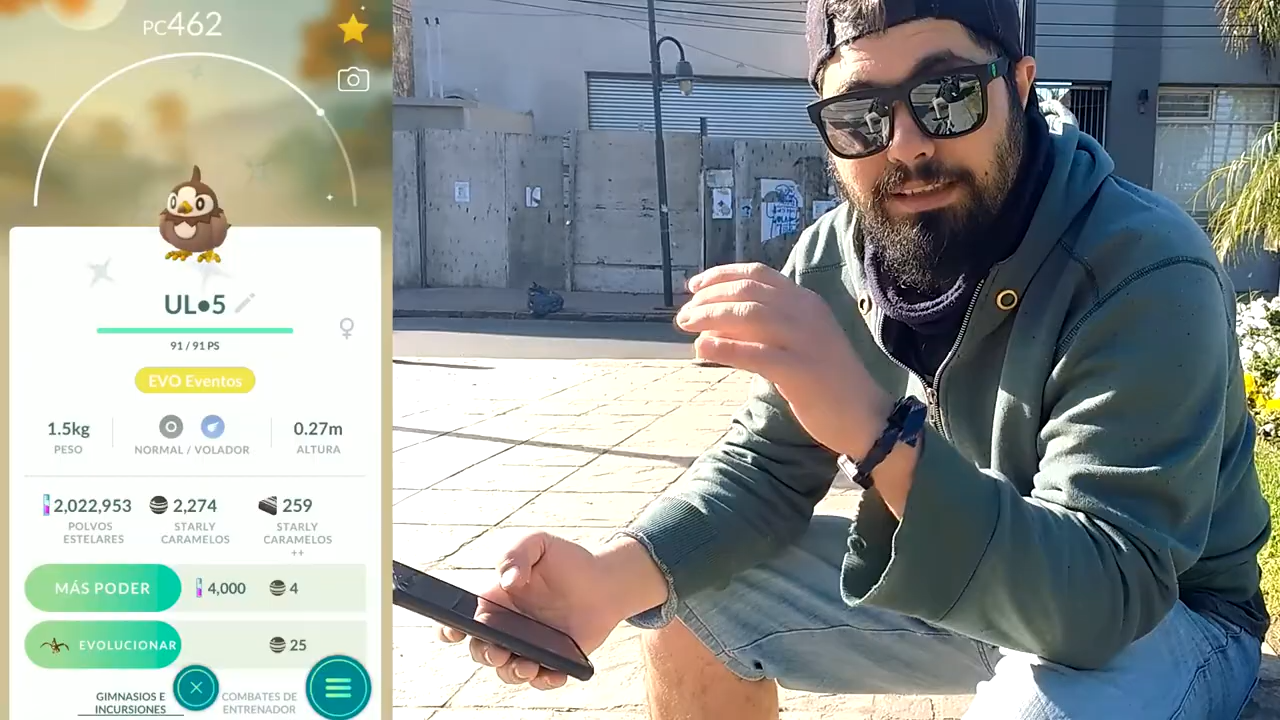 PC462
UL●5
91 / 91 PS
EVO Eventos
1.5kg
PESO
NORMAL / VOLADOR
0.27m
ALTURA
2,022,953
POLVOS
ESTELARES
2,274
STARLY
CARAMELOS
259
STARLY
CARAMELOS
++
MÁS PODER
4,000
4
EVOLUCIONAR
25
GIMNASIOS E
INCURSIONES
COMBATES DE
ENTRENADOR